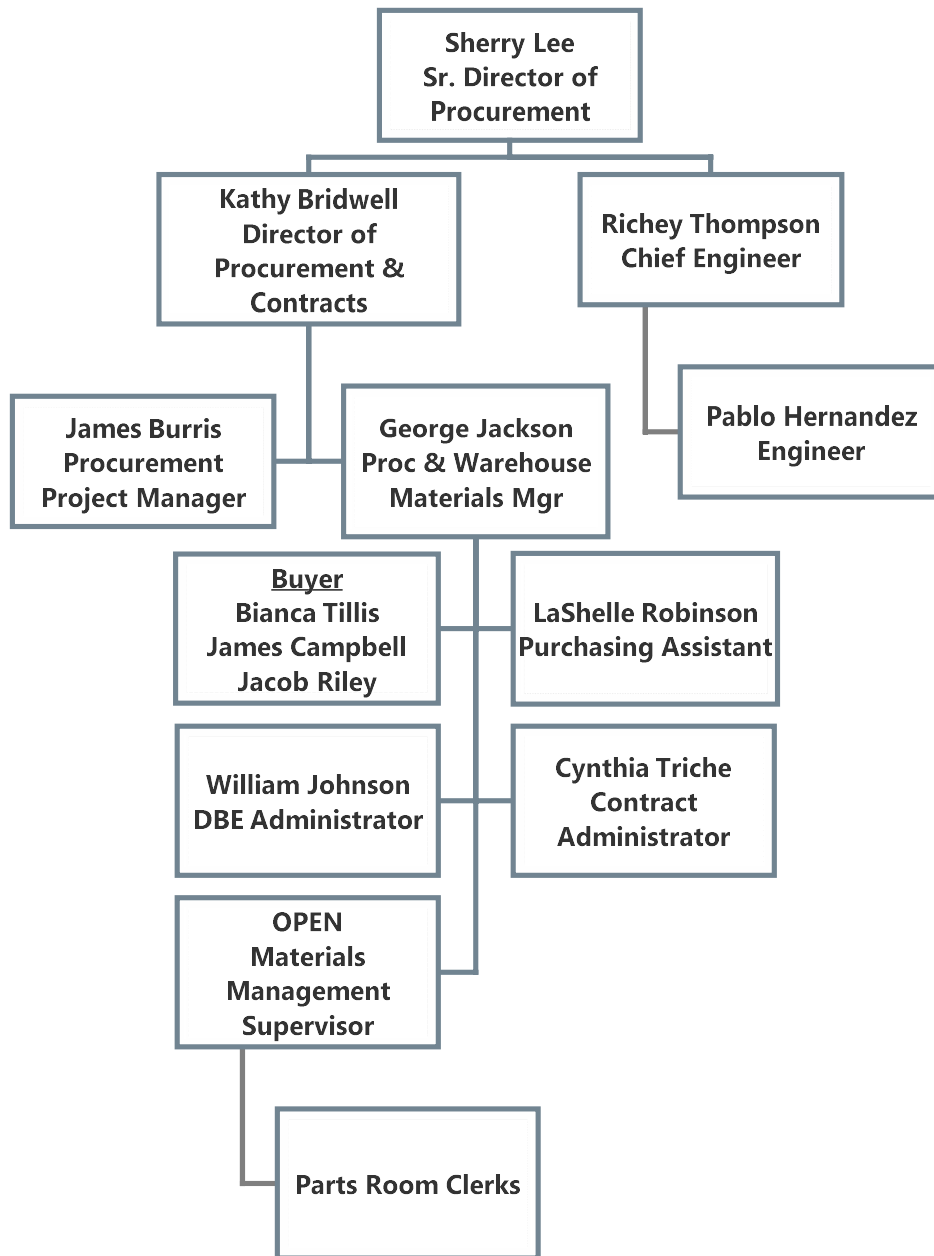 Sherry Lee
Sr. Director of
Procurement
Kathy Bridwell
Director of
Procurement &
Contracts
Richey Thompson
Chief Engineer
James Burris
Procurement
Project Manager
George Jackson
Proc & Warehouse
Materials Mgr
Pablo Hernandez
Engineer
Buyer
Bianca Tillis
James Campbell
Jacob Riley
LaShelle Robinson
Purchasing Assistant
William Johnson
DBE Administrator
Cynthia Triche
Contract
Administrator
OPEN
Materials
Management
Supervisor
Parts Room Clerks